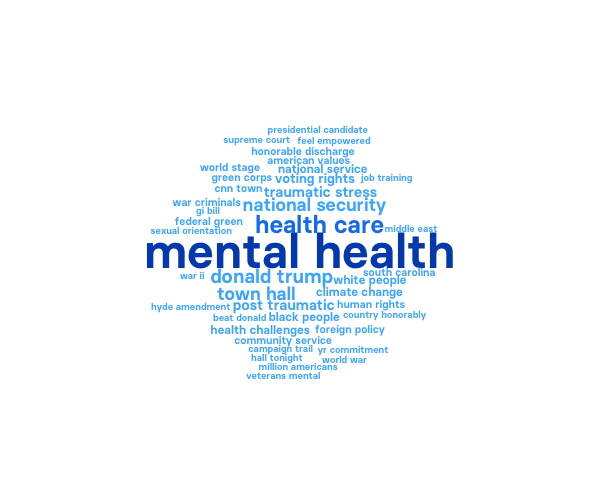 presidential candidate
supreme court feel empowered
honorable discharge
american values
world stage national service
green corps voting rights job training
cnn town traumatic stress
war criminals national security
gi bill
federal green health care middle east
sexual orientation
mental health
war ii donald trump white people south carolina
town hall climate change
hyde amendment post traumatic human rights
beat donald black people country honorably
health challenges foreign policy
community service
campaign trail yr commitment
hall tonight world war
million americans
veterans mental